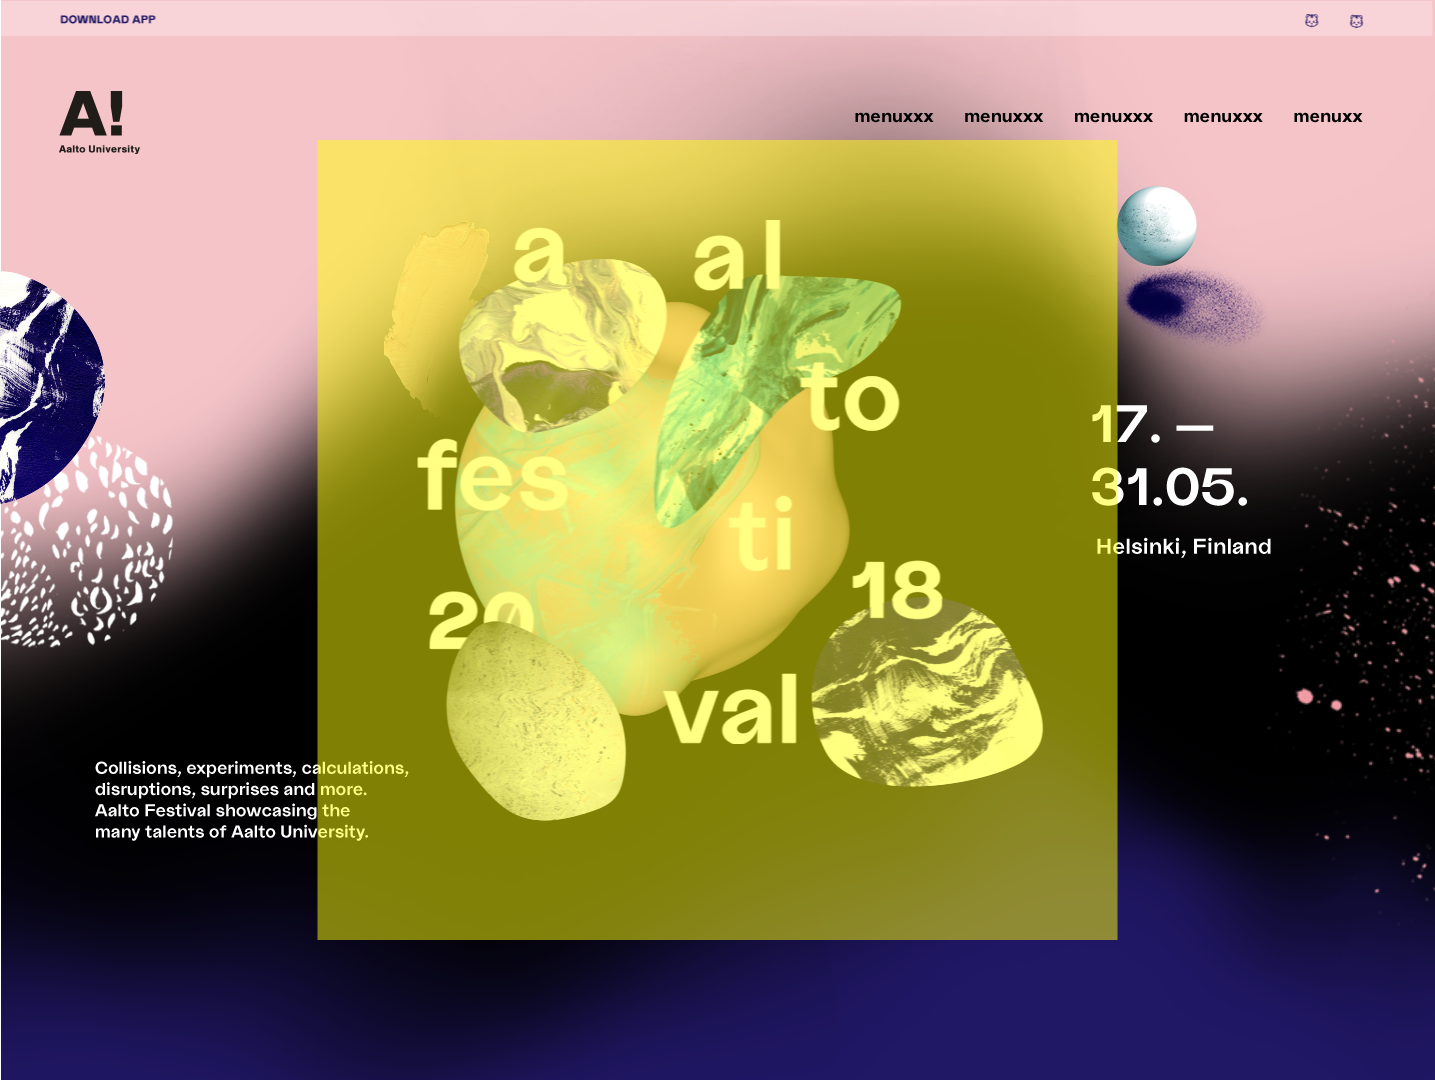 DOWNLOAD APP
A!
Aalto University
menuxxx menuxxx menuxxx menuxxx menuxx
a al
to
fes
ti
20 18
val
17. —
31.05.
Helsinki, Finland
Collisions, experiments, calculations,
disruptions, surprises and more.
Aalto Festival showcasing the
many talents of Aalto University.